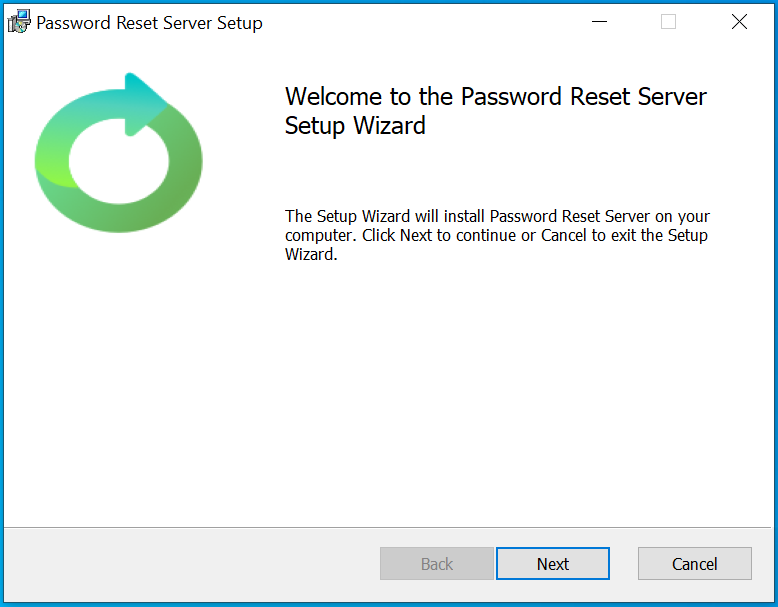 Password Reset Server Setup
Welcome to the Password Reset Server
Setup Wizard
The Setup Wizard will install Password Reset Server on your
computer. Click Next to continue or Cancel to exit the Setup
Wizard.
Back
Next
Cancel